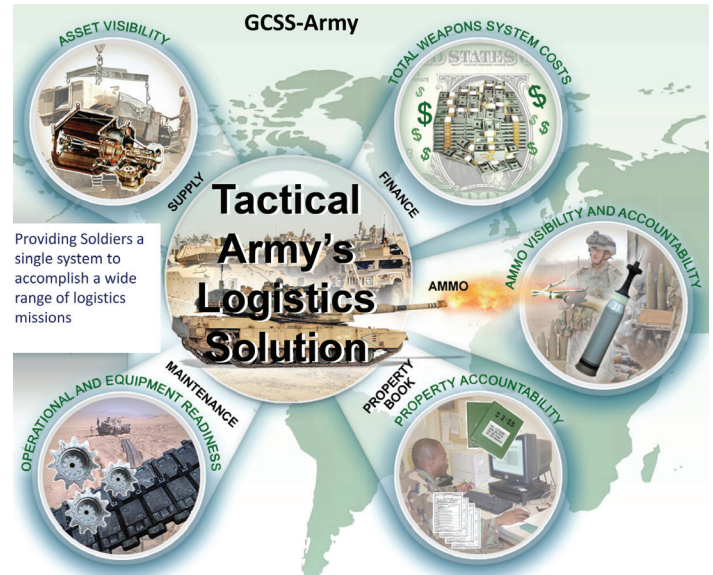 GCSS-Army
ASSET VISIBILITY
TOTAL WEAPONS SYSTEM COSTS
SUPPLY
FINANCE
Tactical
Army's
Logistics
Solution
Providing Soldiers a
single system to
accomplish a wide
range of logistics
missions
AMMO
AMMO VISIBILITY AND ACCOUNTABILITY
MAINTENANCE
PROPERTY
BOOK
OPERATIONAL AND EQUIPMENT READINESS
PROPERTY ACCOUNTABILITY
STATES
$
$
$
$
$
$
$
$